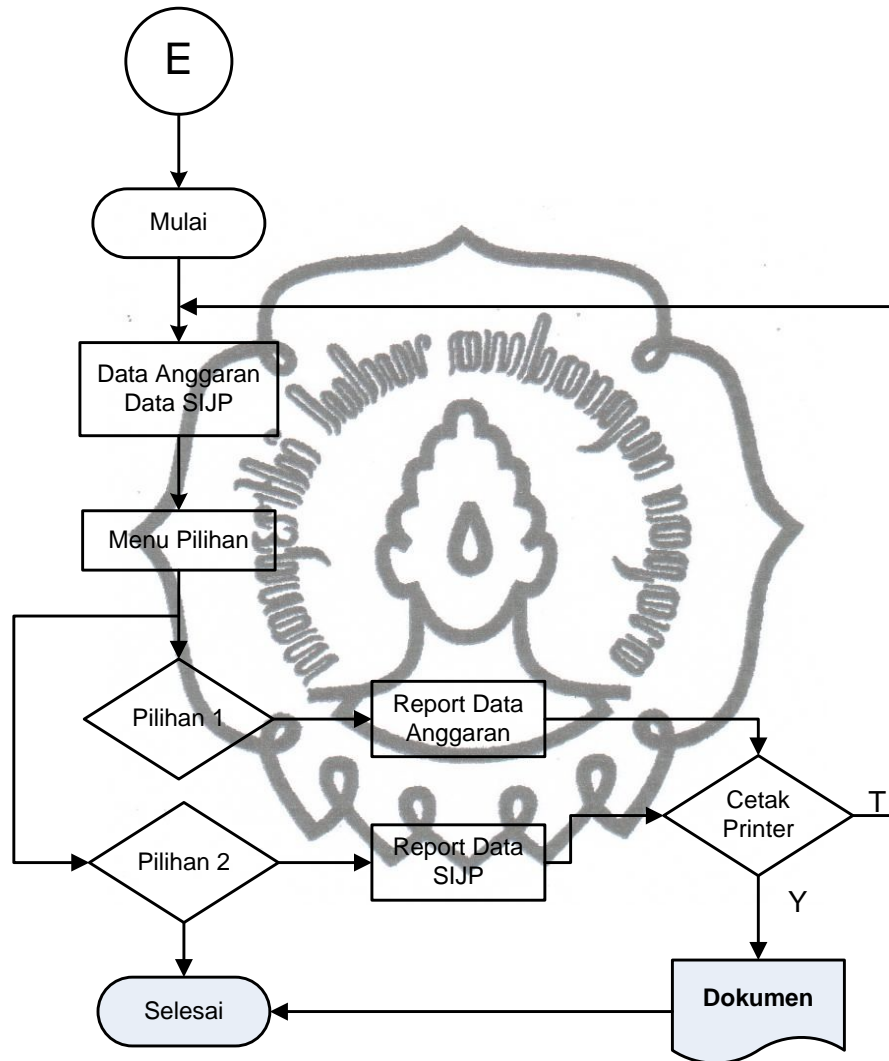 E
Mulai
Data Anggaran
Data SIJP
Menu Pilihan
Pilihan 1
Report Data
Anggaran
Cetak
Printer
T
Pilihan 2
Report Data
SIJP
Y
Selesai
Dokumen